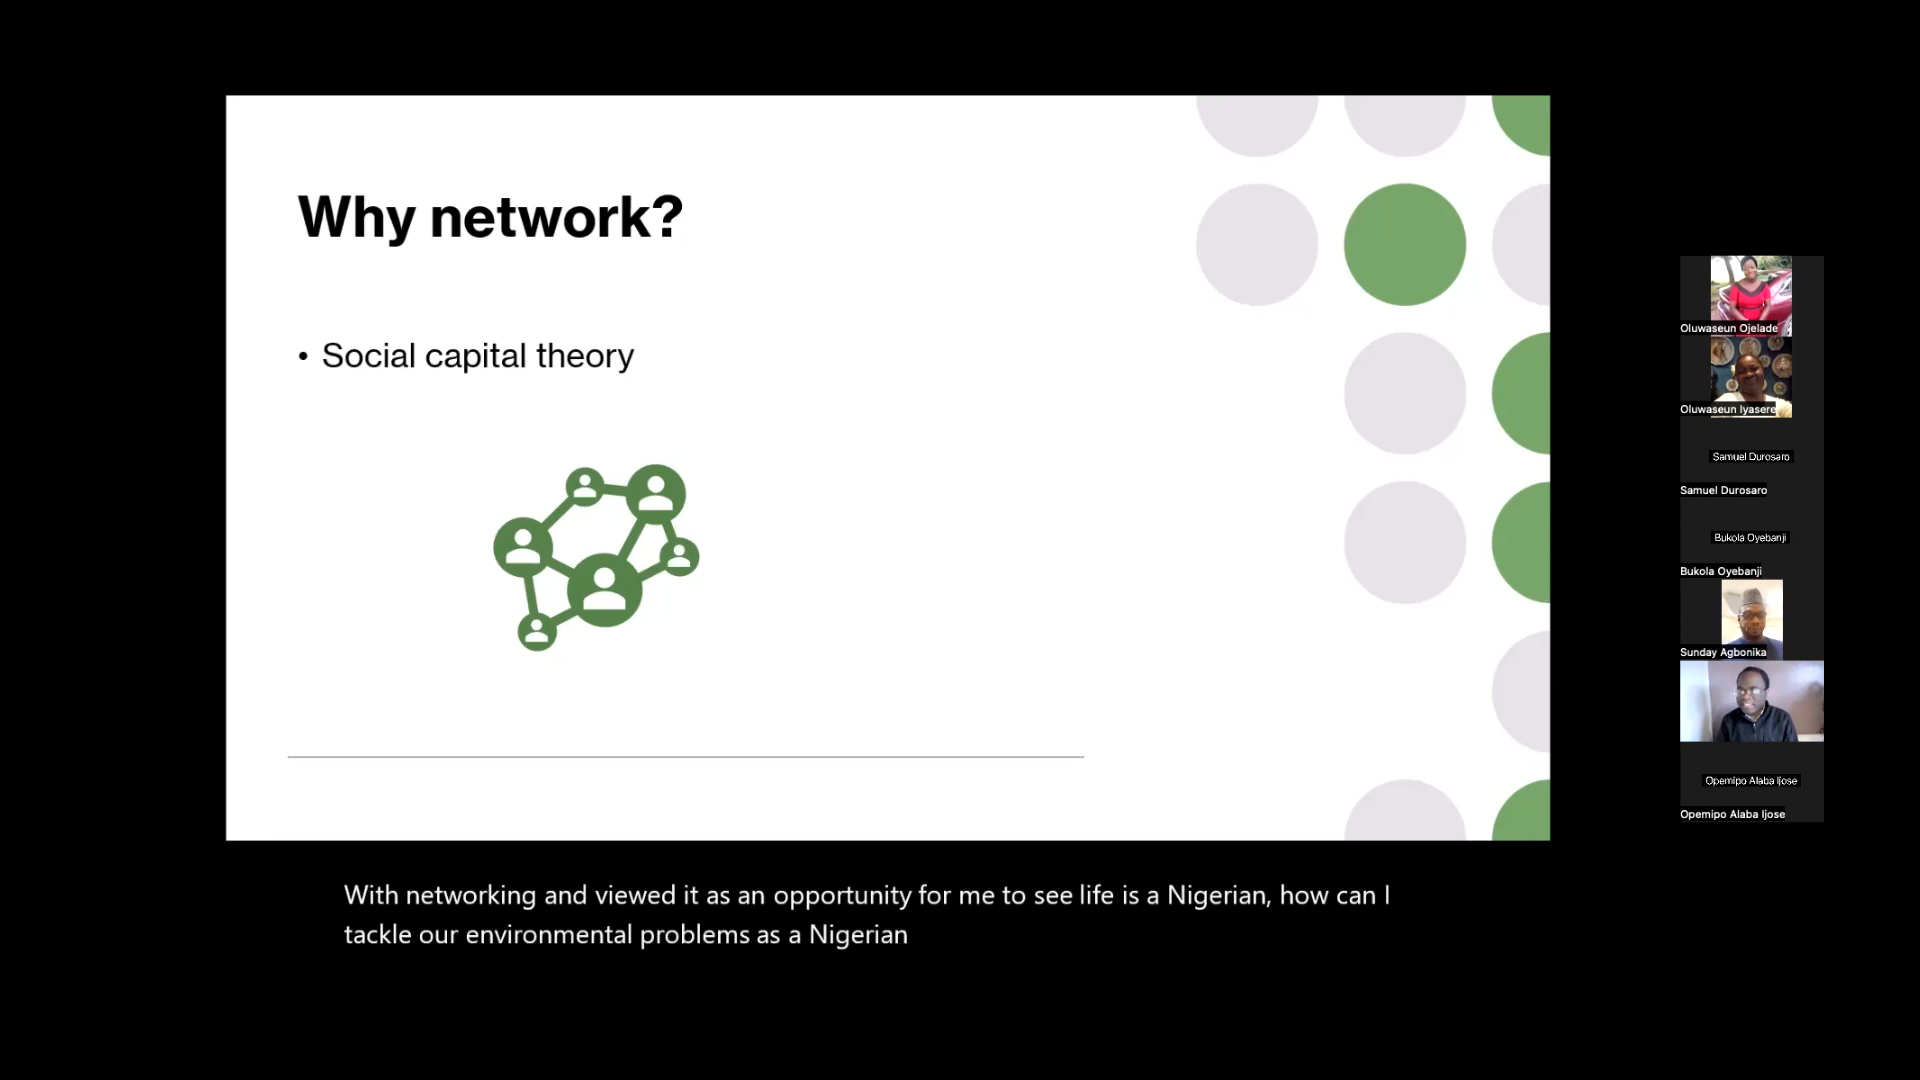 Why network?
• Social capital theory
Oluwaseun Ojelade
Oluwaseun Iyasere
Samuel Durosaro
Samuel Durosaro
Bukola Oyebanji
Bukola Oyebanji
Sunday Agbonika
Opemipo Alaba Ijose
Opemipo Alaba Ijose
With networking and viewed it as an opportunity for me to see life is a Nigerian, how can I
tackle our environmental problems as a Nigerian